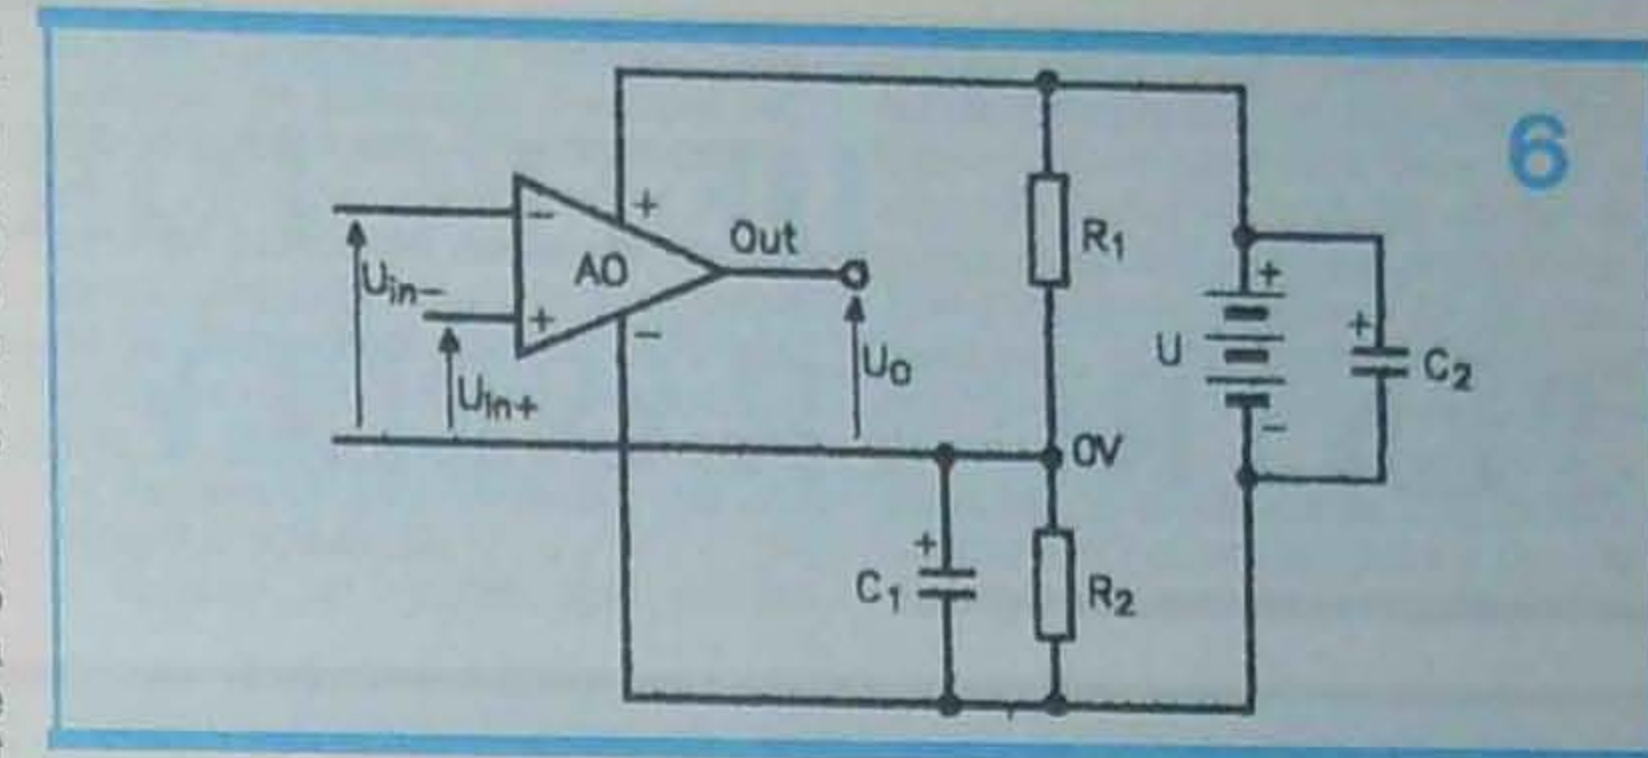 6
+
Out
R₁
-
AO
+
Uin-
+
-
U
+
C₂
Uo
Uin+
-
0V
+
C₁
R₂